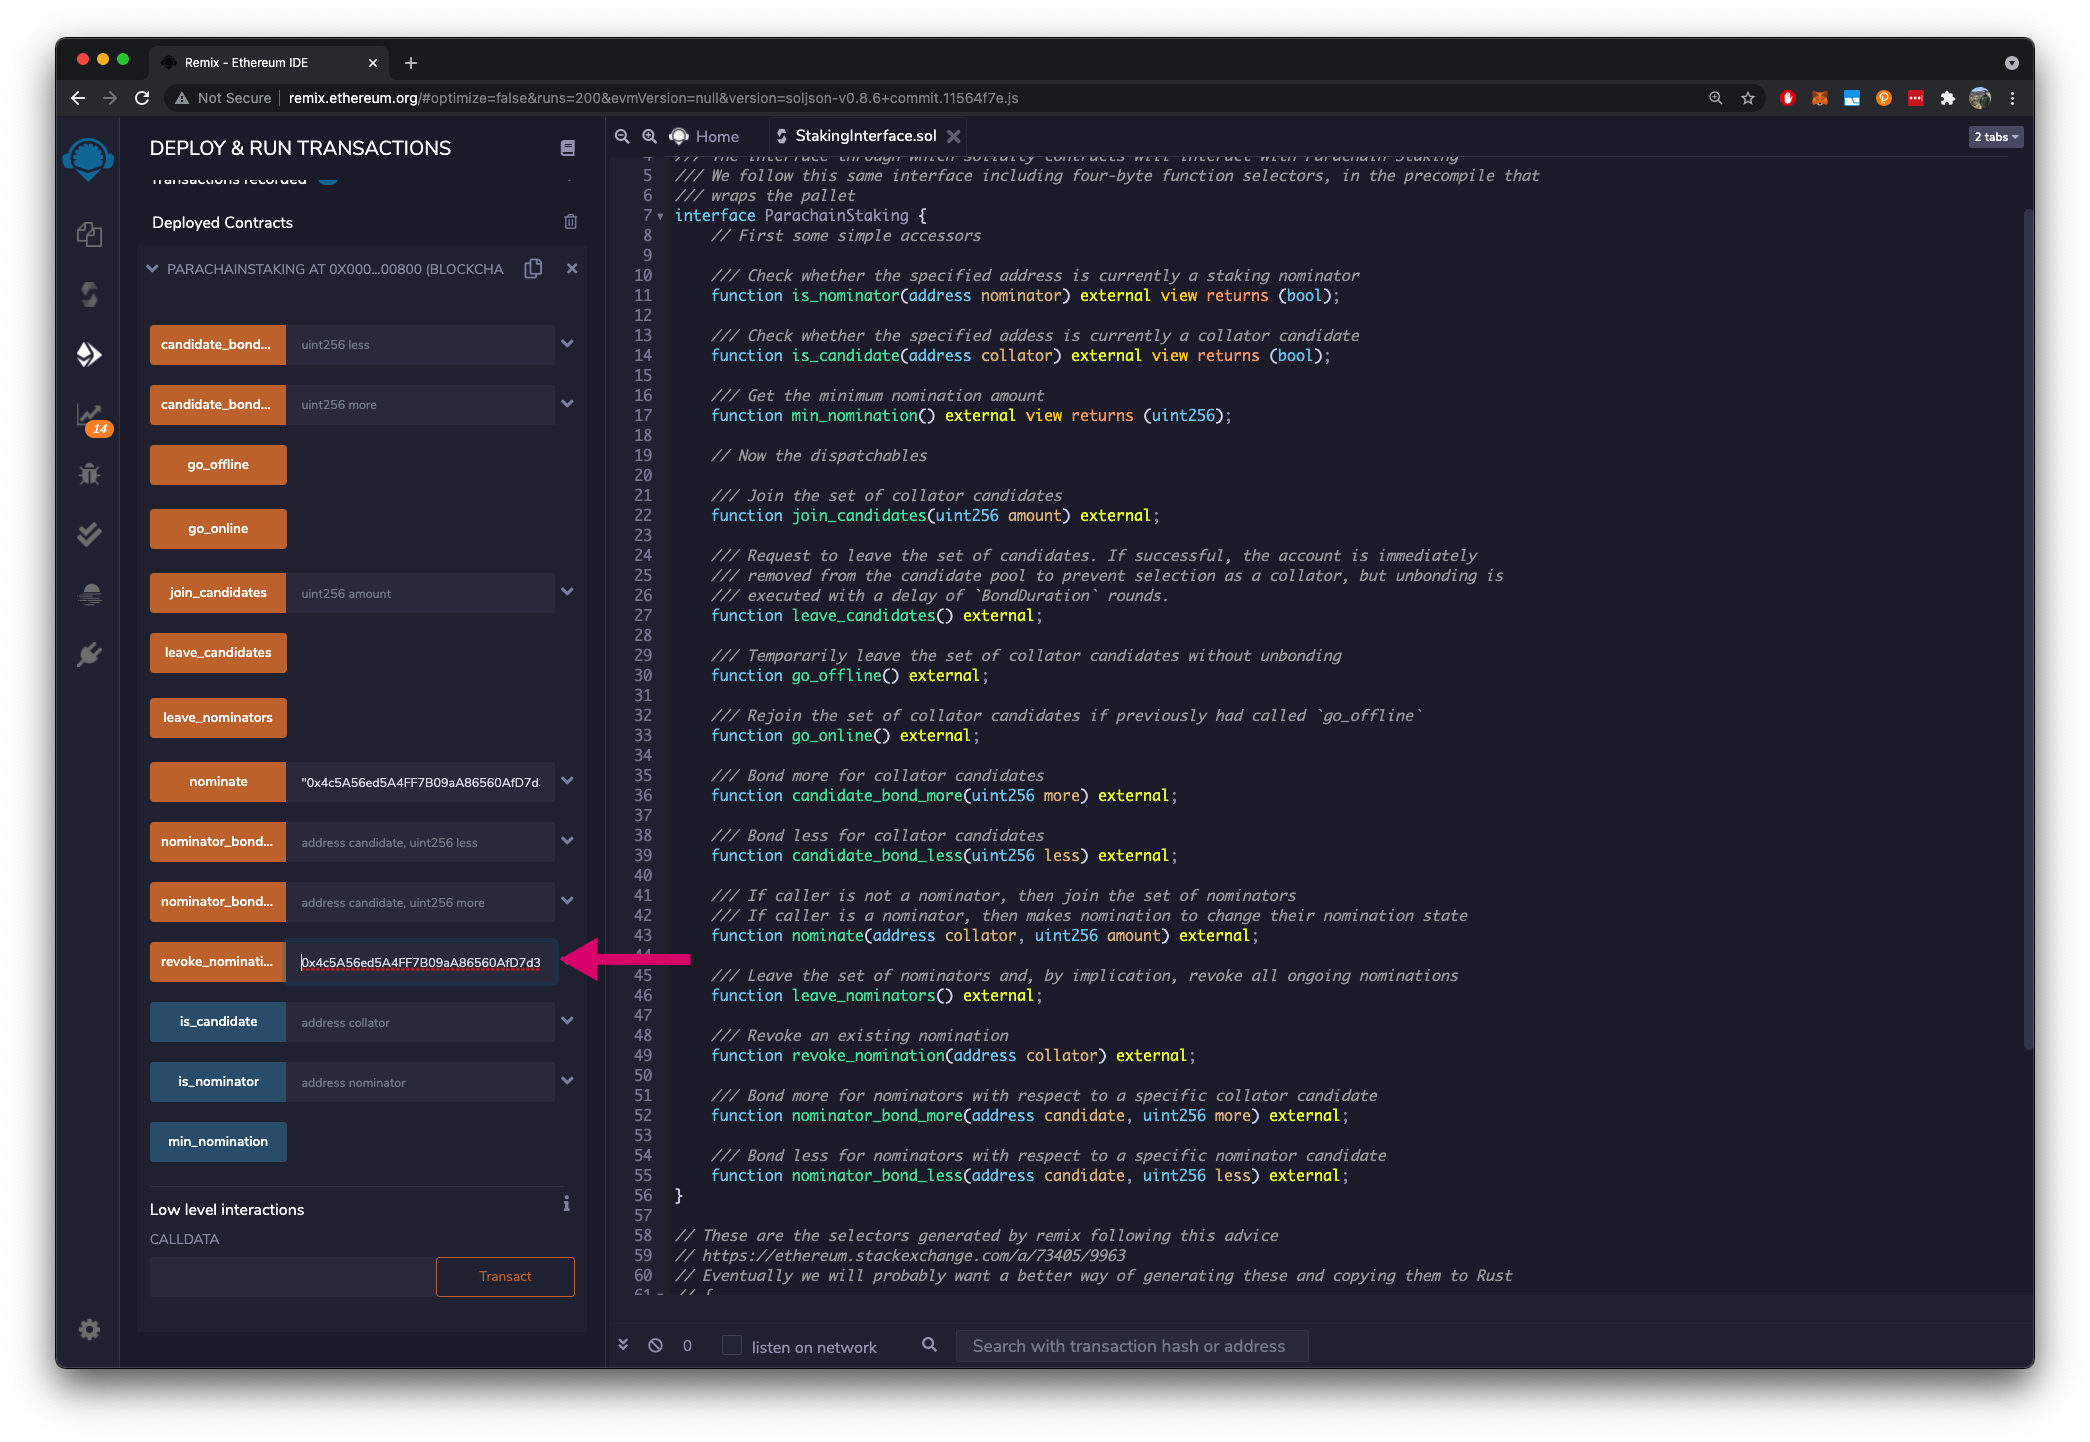 Remix - Ethereum IDE
Not Secure
remix.ethereum.org/#optimize=false&runs=200&evmVersion=null&version=soljson-v0.8.6+commit.11564f7e.js
DEPLOY & RUN TRANSACTIONS
Transactions recorded
Deployed Contracts
PARACHAINSTAKING AT 0X000...00800 (BLOCKCHA
candidate_bond... uint256 less
candidate_bond... uint256 more
14
go_offline
go_online
join_candidates uint256 amount
leave_candidates
leave_nominators
nominate "0x4c5A56ed5A4FF7B09aA86560AfD7d
nominator_bond... address candidate, uint256 less
nominator_bond... address candidate, uint256 more
revoke_nominati... 0x4c5A56ed5A4FF7B09aA86560AfD7d3
is_candidate address collator
is_nominator address nominator
min_nomination
Low level interactions
CALLDATA
Transact
Home
StakingInterface.sol
2 tabs
4 /// The interface through which solidity contracts will interact with Parachain Staking
5 /// We follow this same interface including four-byte function selectors, in the precompile that
6 /// wraps the pallet
7 interface ParachainStaking {
8 // First some simple accessors
9
10 /// Check whether the specified address is currently a staking nominator
11 function is_nominator(address nominator) external view returns (bool);
12
13 /// Check whether the specified addess is currently a collator candidate
14 function is_candidate(address collator) external view returns (bool);
15
16 /// Get the minimum nomination amount
17 function min_nomination() external view returns (uint256);
18
19 // Now the dispatchables
20
21 /// Join the set of collator candidates
22 function join_candidates(uint256 amount) external;
23
24 /// Request to leave the set of candidates. If successful, the account is immediately
25 /// removed from the candidate pool to prevent selection as a collator, but unbonding is
26 /// executed with a delay of `BondDuration` rounds.
27 function leave_candidates() external;
28
29 /// Temporarily leave the set of collator candidates without unbonding
30 function go_offline() external;
31
32 /// Rejoin the set of collator candidates if previously had called `go_offline`
33 function go_online() external;
34
35 /// Bond more for collator candidates
36 function candidate_bond_more(uint256 more) external;
37
38 /// Bond less for collator candidates
39 function candidate_bond_less(uint256 less) external;
40
41 /// If caller is not a nominator, then join the set of nominators
42 /// If caller is a nominator, then makes nomination to change their nomination state
43 function nominate(address collator, uint256 amount) external;
44
45 /// Leave the set of nominators and, by implication, revoke all ongoing nominations
46 function leave_nominators() external;
47
48 /// Revoke an existing nomination
49 function revoke_nomination(address collator) external;
50
51 /// Bond more for nominators with respect to a specific collator candidate
52 function nominator_bond_more(address candidate, uint256 more) external;
53
54 /// Bond less for nominators with respect to a specific nominator candidate
55 function nominator_bond_less(address candidate, uint256 less) external;
56 }
57
58 // These are the selectors generated by remix following this advice
59 // https://ethereum.stackexchange.com/a/73405/9963
60 // Eventually we will probably want a better way of generating these and copying them to Rust
61 // {
0
listen on network
Search with transaction hash or address